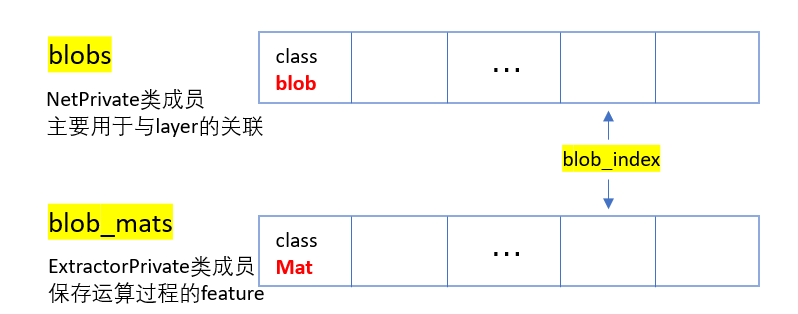 blobs
NetPrivate类成员
主要用于与layer的关联
class
blob
...
blob_index
blob_mats
ExtractorPrivate类成员
保存运算过程的feature
class
Mat
...